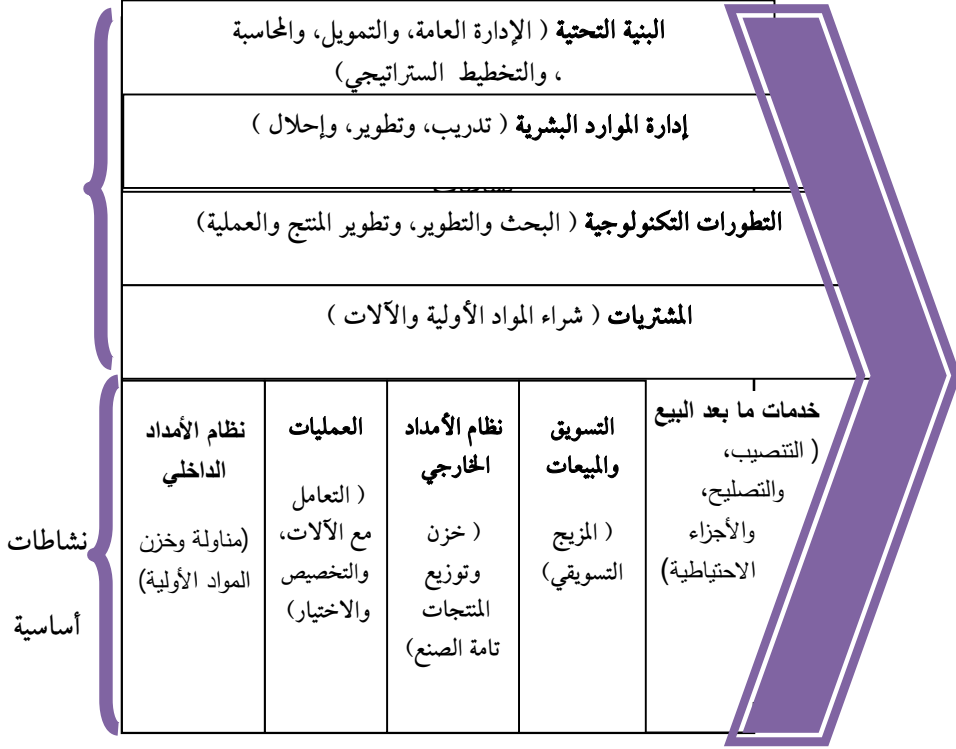 البنية التحتية ( الإدارة العامة، والتمويل، والمحاسبة
، والتخطيط الستراتيجي)
إدارة الموارد البشرية ( تدريب، وتطوير، وإحلال )
التطورات التكنولوجية ( البحث والتطوير، وتطوير المنتج والعملية)
المشتريات ( شراء المواد الأولية والآلات )
خدمات ما بعد البيع
( التنصيب،
والتصليح،
والأجزاء
الاحتياطية)
التسويق
والمبيعات
( المزيج
التسويقي)
نظام الأمداد
الخارجي
( خزن
وتوزيع
المنتجات
تامة الصنع)
العمليات
( التعامل
مع الآلات،
والتخصيص
والاختيار)
نظام الأمداد
الداخلي
(مناولة وخزن
المواد الأولية)
نشاطات
أساسية